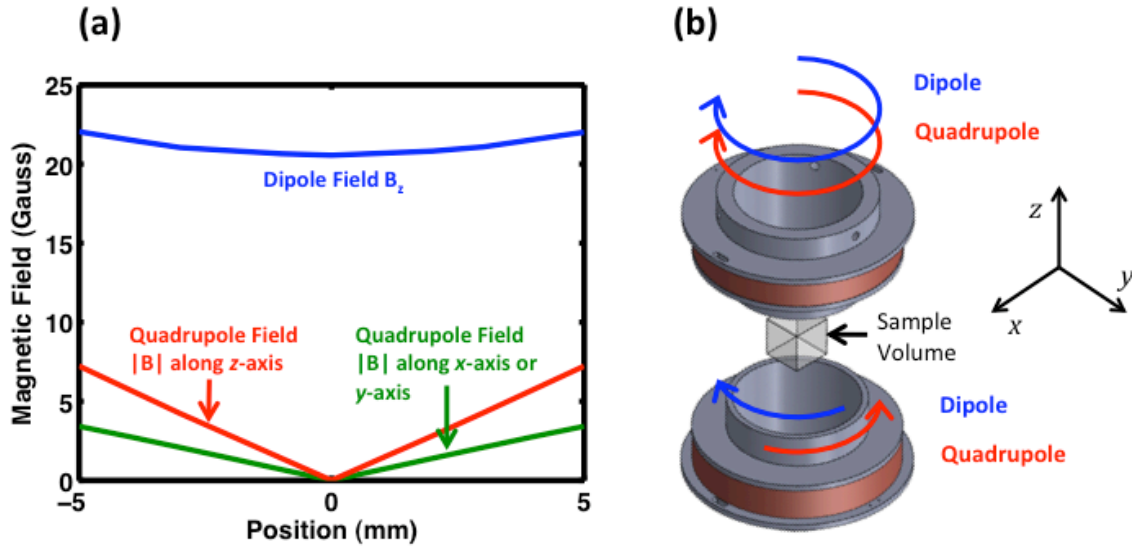 (a)
Magnetic Field (Gauss)
25
20
15
10
5
0
Dipole Field Bz
Quadrupole Field
|B| along z-axis
Quadrupole Field
|B| along x-axis or
y-axis
−5
0
5
Position (mm)
(b)
Dipole
Quadrupole
z
y
x
Sample
Volume
Dipole
Quadrupole